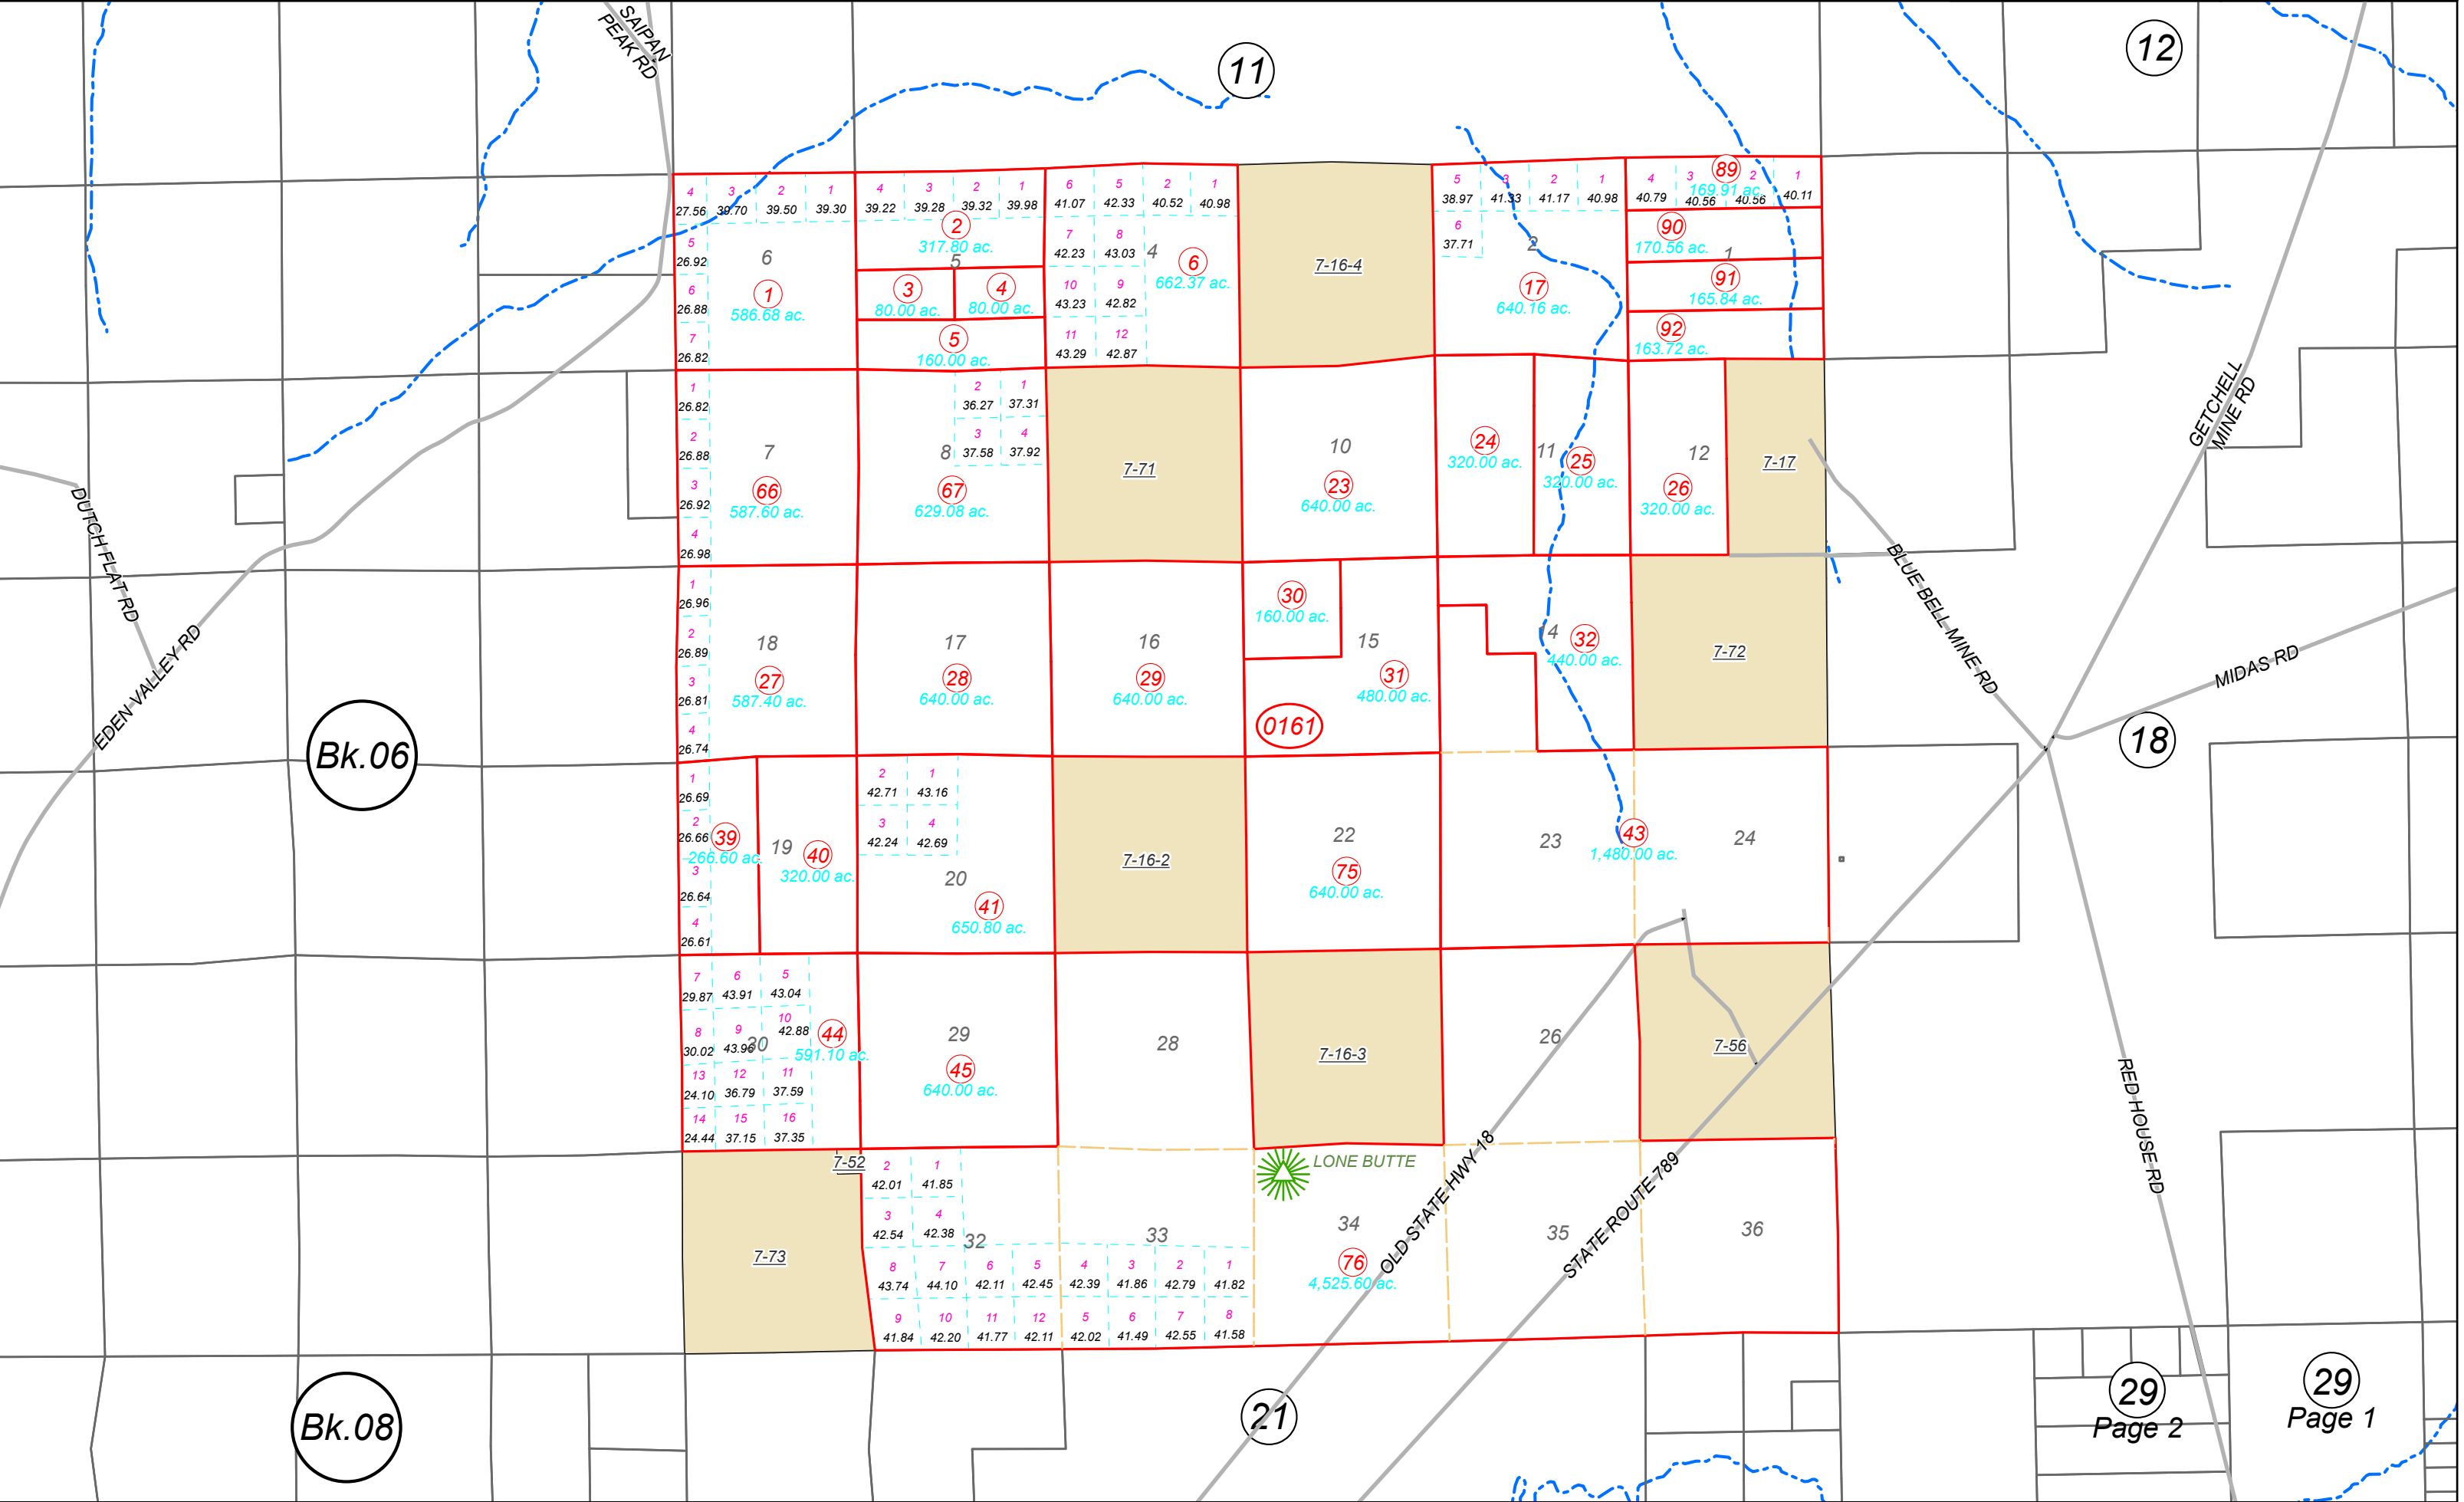 SAIPAN
PEAK RD
11
12
4 3 2 1
27.56 39.70 39.50 39.30
5
26.92
6
26.88
7
26.82
6
1
586.68 ac.
4 3 2 1
39.22 39.28 39.32 39.98
2
317.80 ac.
5
3
80.00 ac.
4
80.00 ac.
5
160.00 ac.
6 5 2 1
41.07 42.33 40.52 40.98
7 8
42.23 43.03
10 9
43.23 42.82
11 12
43.29 42.87
4
6
662.37 ac.
7-16-4
5 3 2 1
38.97 41.33 41.17 40.98
6
37.71
2
17
640.16 ac.
89
4 3 2 1
169.91 ac.
40.79 40.56 40.56 40.11
90
170.56 ac.
1
91
165.84 ac.
92
163.72 ac.
1
26.82
2
26.88
3
26.92
4
26.98
7
66
587.60 ac.
2 1
36.27 37.31
3 4
37.58 37.92
8
67
629.08 ac.
7-71
10
23
640.00 ac.
24
320.00 ac.
11
25
320.00 ac.
12
26
320.00 ac.
7-17
GETCHELL
MINE RD
DUTCH FLAT RD
EDEN VALLEY RD
BLUE BELL MINE RD
MIDAS RD
1
26.96
2
26.89
3
26.81
4
26.74
18
27
587.40 ac.
17
28
640.00 ac.
16
29
640.00 ac.
30
160.00 ac.
15
31
480.00 ac.
0161
14
32
440.00 ac.
7-72
Bk.06
18
1
26.69
2
26.66
3
26.64
4
26.61
39
266.60 ac.
19
40
320.00 ac.
2 1
42.71 43.16
3 4
42.24 42.69
20
41
650.80 ac.
7-16-2
22
75
640.00 ac.
23
43
1,480.00 ac.
24
7 6 5
29.87 43.91 43.04
8 9 10
30.02 43.96 42.88
13 12 11
24.10 36.79 37.59
14 15 16
24.44 37.15 37.35
30
44
591.10 ac.
29
45
640.00 ac.
28
7-16-3
26
7-56
RED HOUSE RD
7-52
7-73
2 1
42.01 41.85
3 4
42.54 42.38
32
33
8 7 6 5 4 3 2 1
43.74 44.10 42.11 42.45 42.39 41.86 42.79 41.82
9 10 11 12 5 6 7 8
41.84 42.20 41.77 42.11 42.02 41.49 42.55 41.58
LONE BUTTE
34
76
4,525.60 ac.
OLD STATE HWY 18
STATE ROUTE 789
35
36
Bk.08
21
29
Page 2
29
Page 1